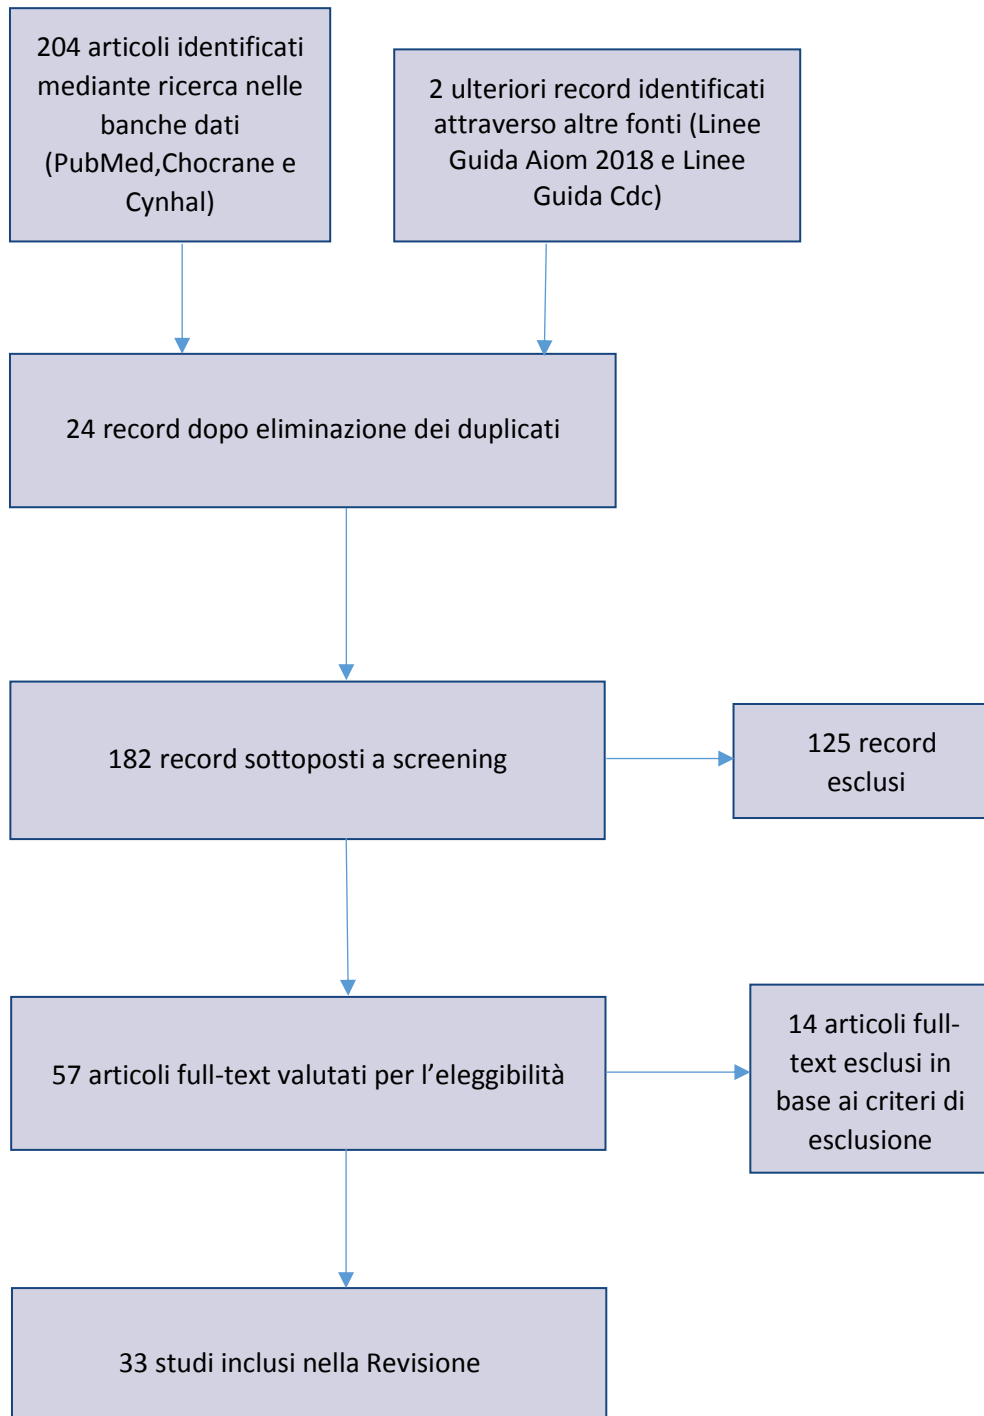 204 articoli identificati
mediante ricerca nelle
banche dati
(PubMed,Chocrane e
Cynhal)
2 ulteriori record identificati
attraverso altre fonti (Linee
Guida Aiom 2018 e Linee
Guida Cdc)
24 record dopo eliminazione dei duplicati
182 record sottoposti a screening
125 record
esclusi
57 articoli full-text valutati per l’eleggibilità
14 articoli full-
text esclusi in
base ai criteri di
esclusione
33 studi inclusi nella Revisione